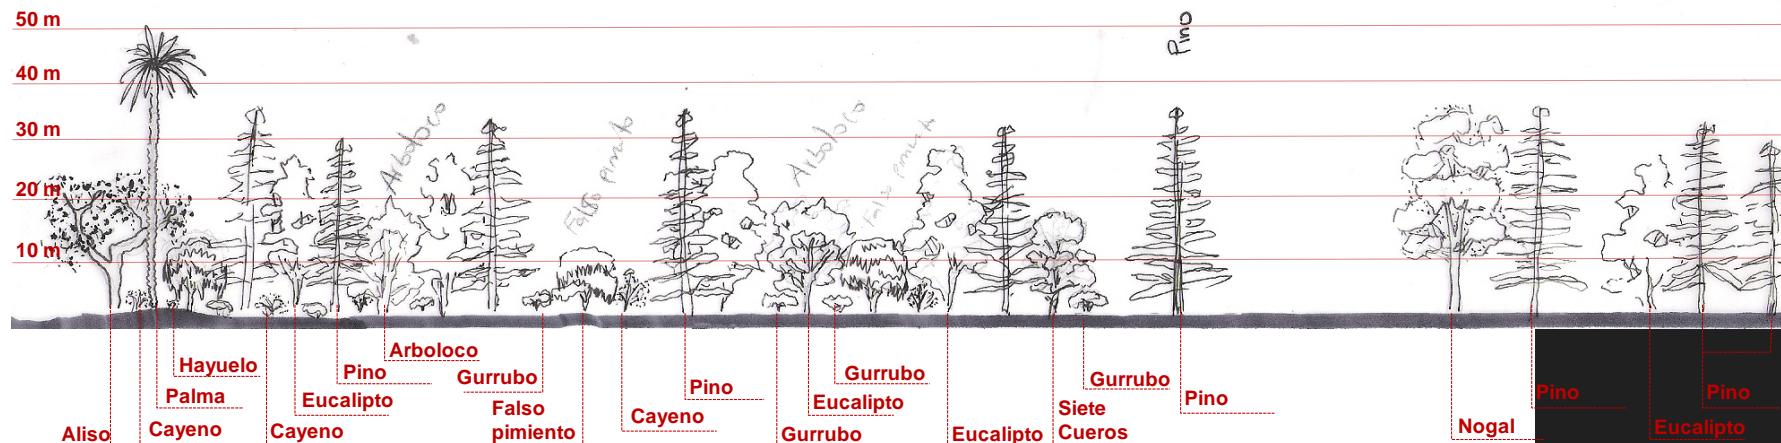 50 m
40 m
30 m
20 m
10 m
Pino
Arboloco
Falso pimiento
Arboloco
Falso pimiento
Hayuelo
Palma
Aliso
Cayeno
Cayeno
Eucalipto
Pino
Arboloco
Gurrubo
Falso
pimiento
Cayeno
Pino
Gurrubo
Eucalipto
Gurrubo
Eucalipto
Siete
Cueros
Gurrubo
Pino
Nogal
Pino
Eucalipto
Pino